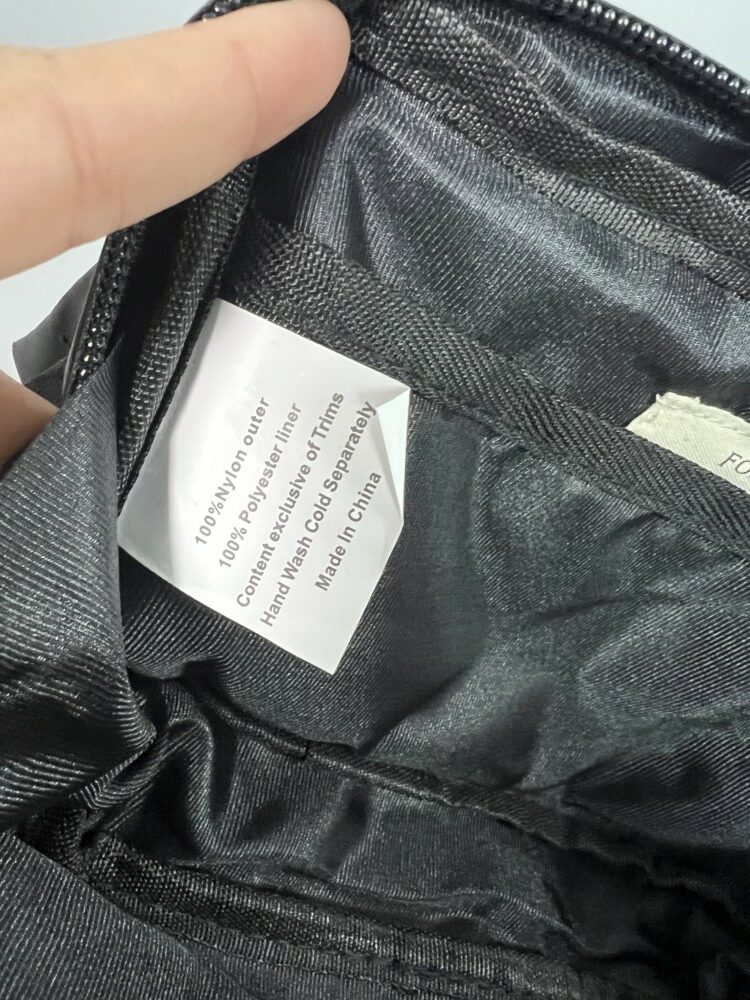 100%Nylon outer
100% Polyester liner
Content exclusive of Trims
Hand Wash Cold Separately
Made In China